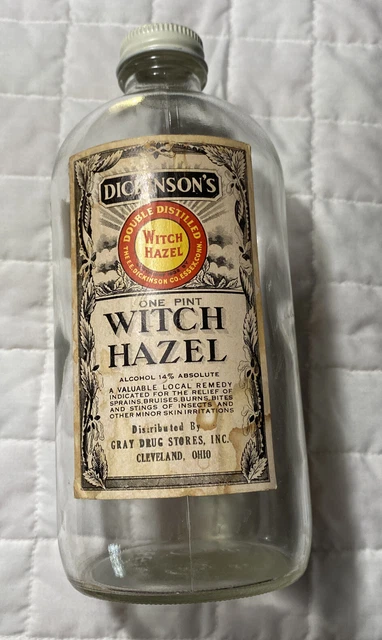 DICKINSON'S
DOUBLE DISTILLED
WITCH
HAZEL
THE E.E. DICKINSON CO. ESSEX, CONN.
ONE PINT
WITCH
HAZEL
ALCOHOL 14% ABSOLUTE
A VALUABLE LOCAL REMEDY
INDICATED FOR THE RELIEF OF
SPRAINS, BRUISES, BURNS, BITES
AND STINGS OF INSECTS AND
OTHER MINOR SKIN IRRITATIONS
Distributed By
GRAY DRUG STORES, INC.
CLEVELAND, OHIO